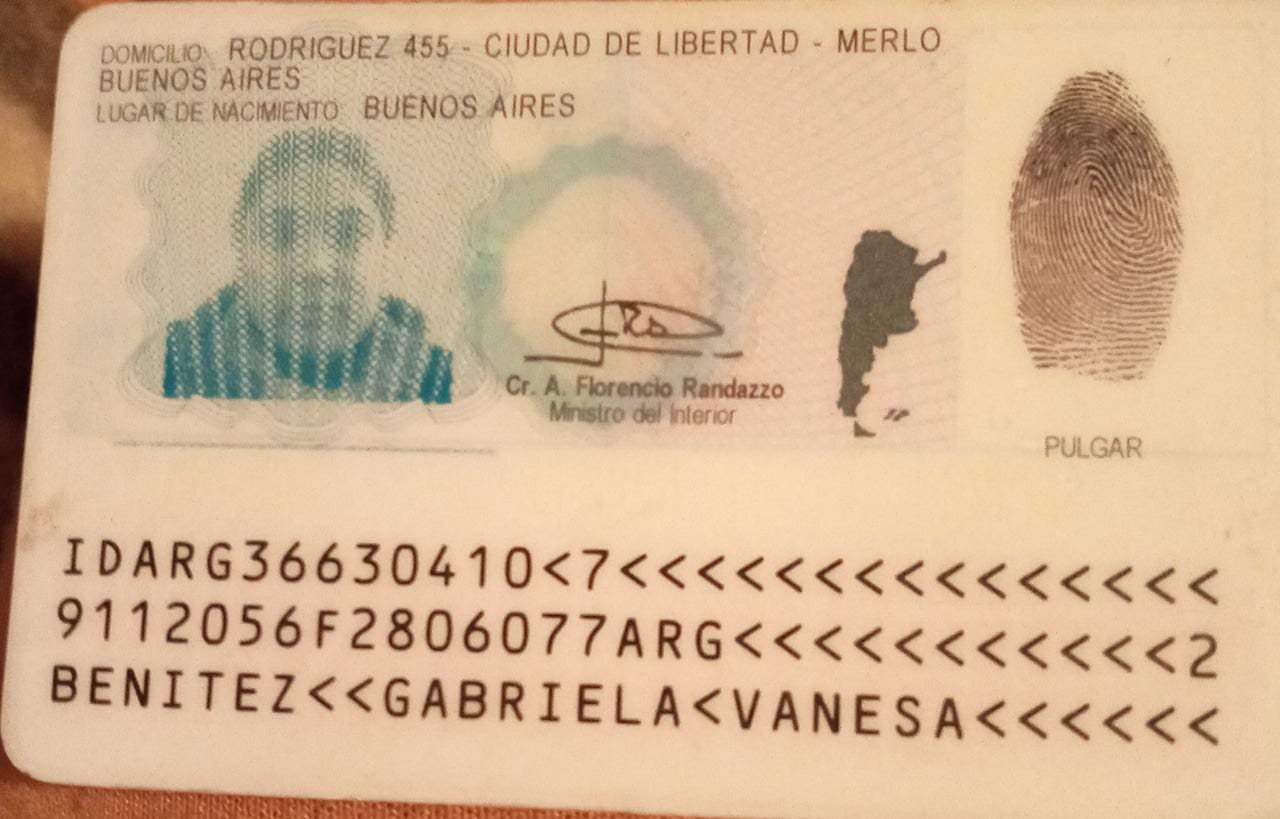 DOMICILIO: RODRIGUEZ 455 - CIUDAD DE LIBERTAD - MERLO
BUENOS AIRES
LUGAR DE NACIMIENTO: BUENOS AIRES
Cr. A. Florencio Randazzo
Ministro del Interior
PULGAR
IDARG36630410<7<<<<<<<<<<<<<<<
9112056F2806077ARG<<<<<<<<<<<2
BENITEZ<<GABRIELA<VANESA<<<<<<